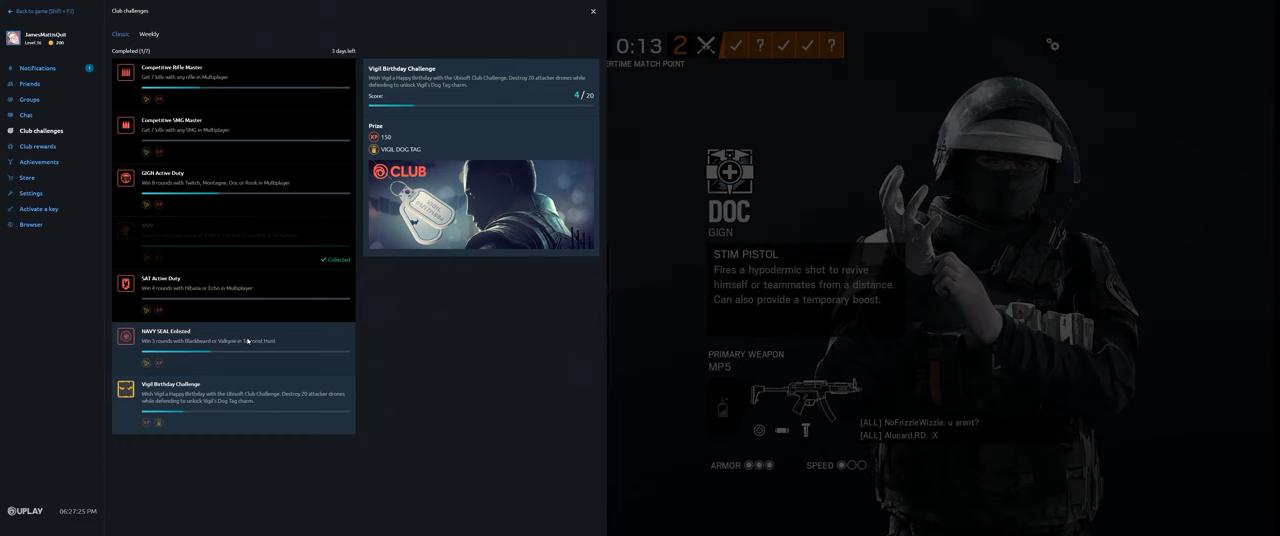 Back to game (Shift + F2)
JamesMattisQuit
Level 36 200
Notifications 1
Friends
Groups
Chat
Club challenges
Club rewards
Achievements
Store
Settings
Activate a key
Browser
UPLAY 06:27:25 PM
Club challenges
Classic Weekly
Completed (1/7) 3 days left
Competitive Rifle Master
Get 7 kills with any rifle in Multiplayer
XP
Competitive SMG Master
Get 7 kills with any SMG in Multiplayer
XP
GIGN Active Duty
Win 8 rounds with Twitch, Montagne, Doc or Rook in Multiplayer
XP
Collected
SAT Active Duty
Win 4 rounds with Hibana or Echo in Multiplayer
XP
NAVY SEAL Enlisted
Win 3 rounds with Blackbeard or Valkyrie in Terrorist Hunt
XP
Vigil Birthday Challenge
Wish Vigil a Happy Birthday with the Ubisoft Club Challenge. Destroy 20 attacker drones
while defending to unlock Vigil's Dog Tag charm.
XP
Vigil Birthday Challenge
Wish Vigil a Happy Birthday with the Ubisoft Club Challenge. Destroy 20 attacker drones while
defending to unlock Vigil's Dog Tag charm.
Score: 4 / 20
Prize
XP 150
VIGIL DOG TAG
CLUB
0:13 2 ? ?
ERTIME MATCH POINT
DOC
GIGN
STIM PISTOL
Fires a hypodermic shot to revive
himself or teammates from a distance.
Can also provide a temporary boost.
PRIMARY WEAPON
MP5
[ALL] NoFrizzleWizzle: u arent?
[ALL] Alucard.RD: :X
ARMOR SPEED